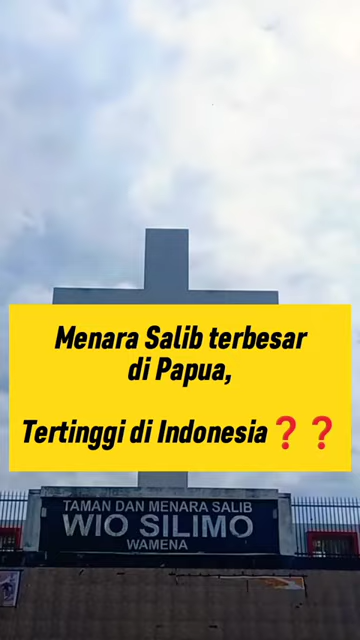 Menara Salib terbesar
di Papua,
Tertinggi di Indonesia❓❓
TAMAN DAN MENARA SALIB
WIO SILIMO
WAMENA